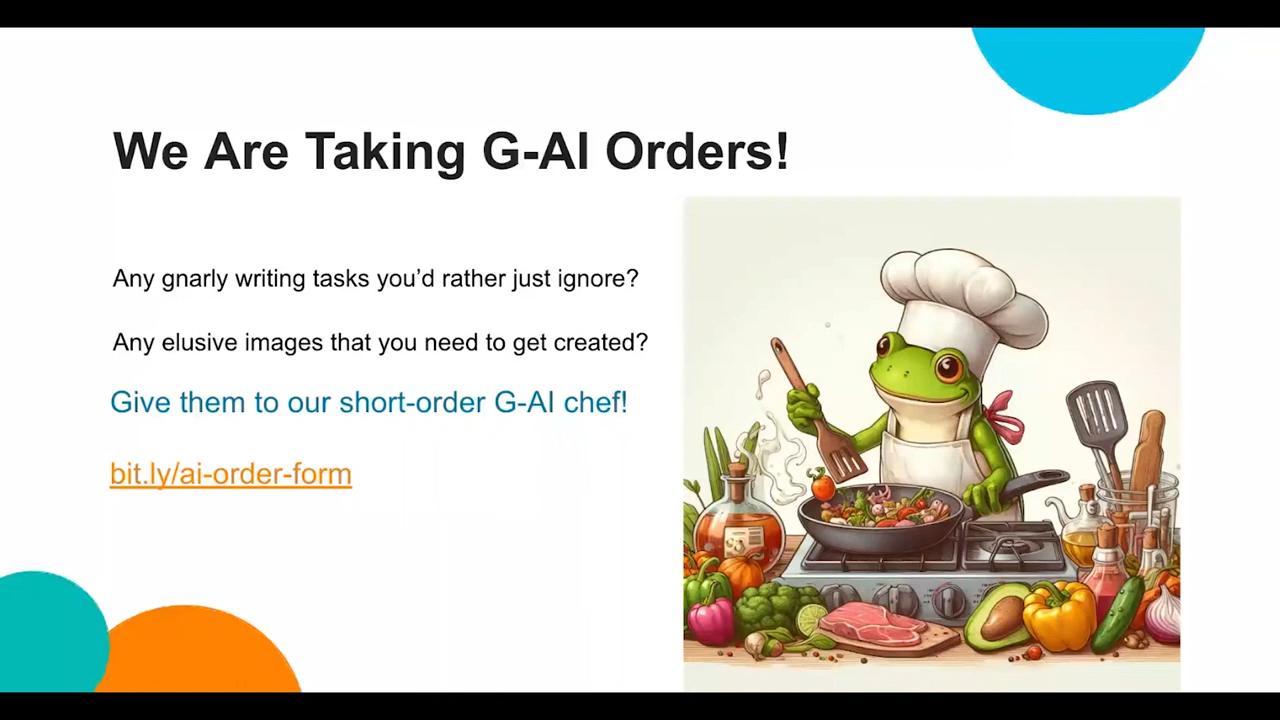 We Are Taking G-AI Orders!
Any gnarly writing tasks you’d rather just ignore?
Any elusive images that you need to get created?
Give them to our short-order G-AI chef!
bit.ly/ai-order-form